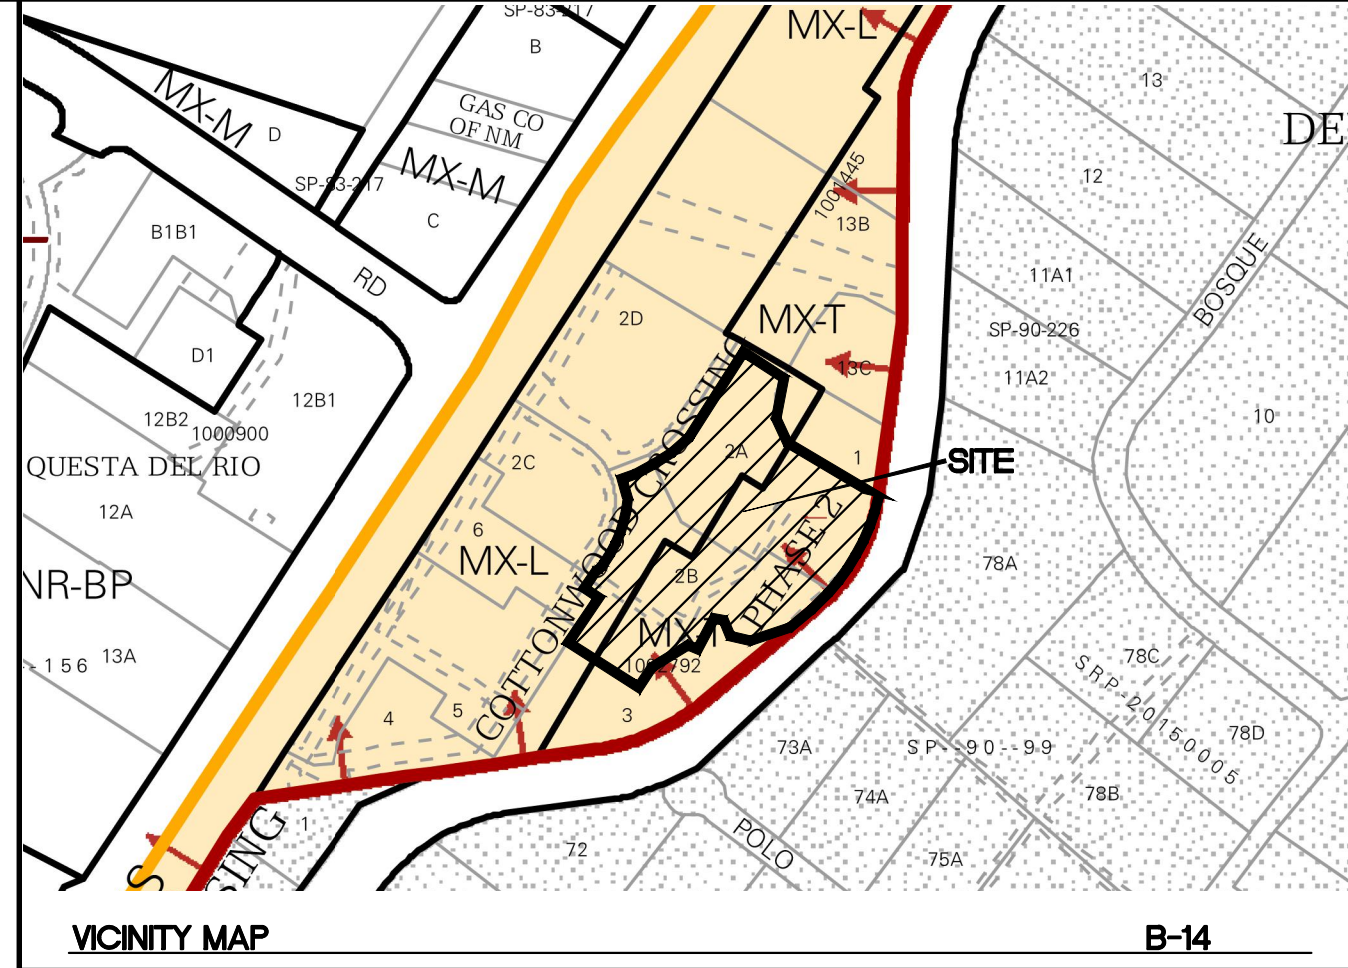 SP-83-217
B
MX-L
13
GAS CO
OF NM
MX-M
D
DE
MX-M
SP-83-217
C
12
1001445
13B
B1B1
RD
11A1
BOSQUE
2D
MX-T
SP-90-226
D1
13C
11A2
12B1
12B2
1000900
10
QUESTA DEL RIO
2C
2A
1
SITE
12A
6
COTTONWOOD CROSSING
PHASE 2
MX-L
78A
NR-BP
2B
MX-T
--156
13A
1002792
78C
SRP-20150005
4
5
3
73A
SP--90--99
78D
74A
78B
1
SING
72
POLO
75A
S
VICINITY MAP
B-14